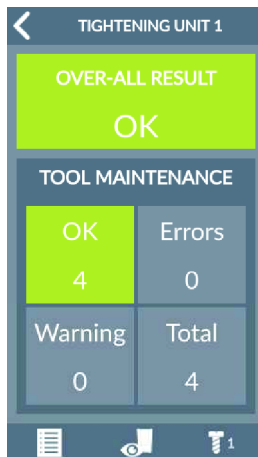 TIGHTENING UNIT 1
OVER-ALL RESULT
OK
TOOL MAINTENANCE
OK
4
Errors
0
Warning
0
Total
4
1